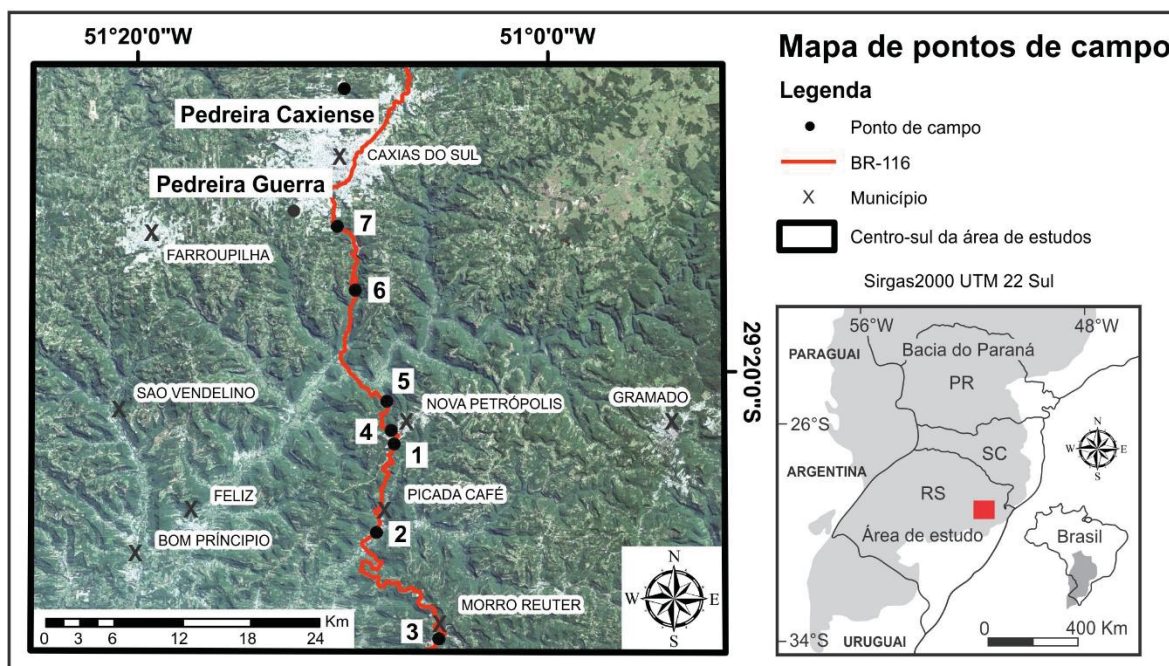 51°20'0"W
51°0'0"W
Pedreira Caxiense
CAXIAS DO SUL
Pedreira Guerra
7
FARROUPILHA
6
29°20'0"S
5
SAO VENDELINO
NOVA PETRÓPOLIS
GRAMADO
4
1
FELIZ
PICADA CAFÉ
2
BOM PRÍNCIPIO
MORRO REUTER
3
N
W E
S
0 3 6 12 18 24
Km
Mapa de pontos de campo
Legenda
Ponto de campo
BR-116
X Município
Centro-sul da área de estudos
Sirgas2000 UTM 22 Sul
56°W
48°W
PARAGUAI
Bacia do Paraná
PR
26°S
SC
N
W E
S
ARGENTINA
RS
Área de estudo
Brasil
34°S
URUGUAI
0 400 Km